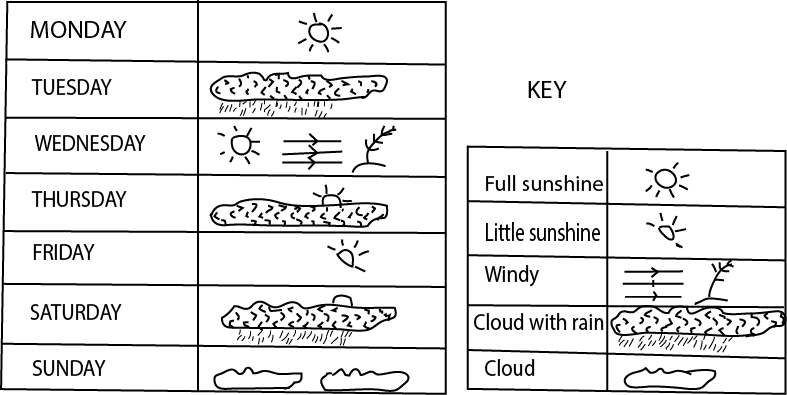 MONDAY
TUESDAY
WEDNESDAY
THURSDAY
FRIDAY
SATURDAY
SUNDAY
KEY
Full sunshine
Little sunshine
Windy
Cloud with rain
Cloud